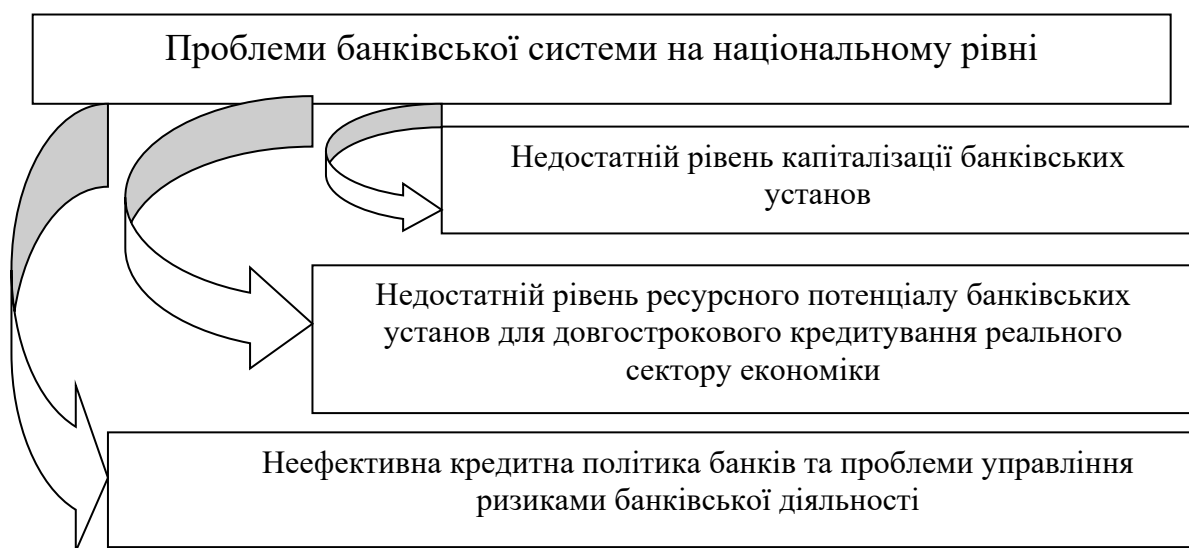 Проблеми банківської системи на національному рівні
Недостатній рівень капіталізації банківських
установ
Недостатній рівень ресурсного потенціалу банківських
установ для довгострокового кредитування реального
сектору економіки
Неефективна кредитна політика банків та проблеми управління
ризиками банківської діяльності